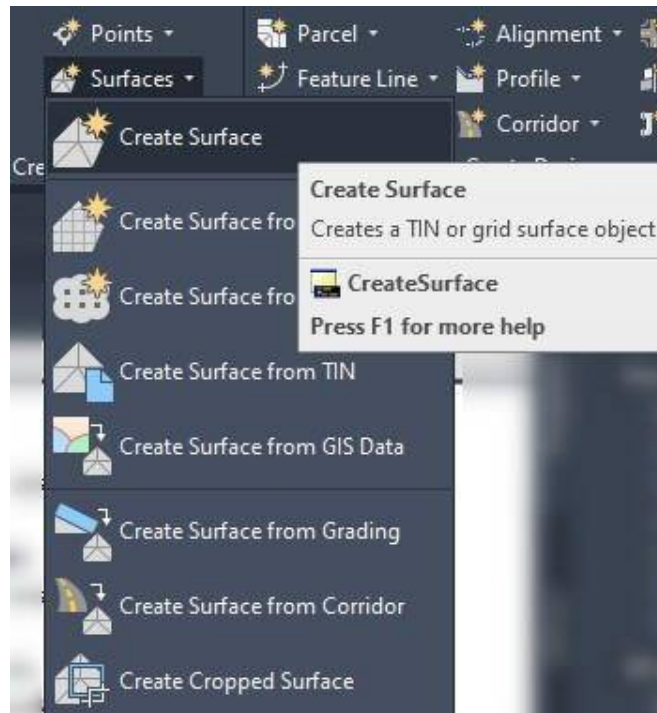 Points
Parcel
Alignment
Surfaces
Feature Line
Profile
Create Surface
Corridor
Cre
Create Surface
Create Surface fro
Creates a TIN or grid surface object
CreateSurface
Create Surface fro
Press F1 for more help
Create Surface from TIN
Create Surface from GIS Data
Create Surface from Grading
Create Surface from Corridor
Create Cropped Surface